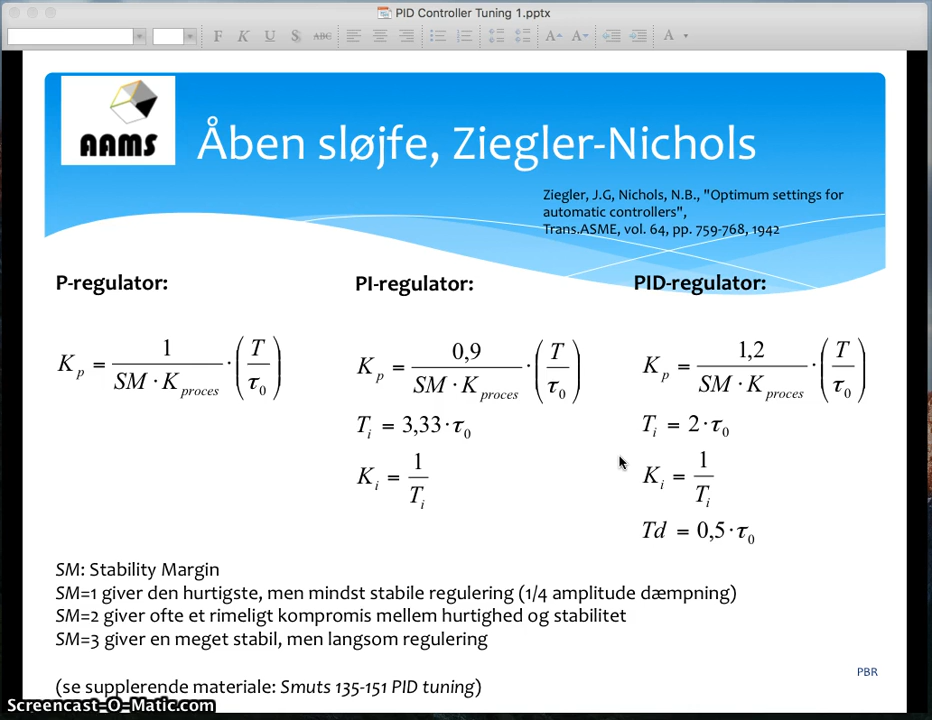 PID Controller Tuning 1.pptx
F K U S ABC A A A
AAMS
Åben sløjfe, Ziegler-Nichols
Ziegler, J.G, Nichols, N.B., "Optimum settings for
automatic controllers",
Trans.ASME, vol. 64, pp. 759-768, 1942
P-regulator:
K_p = 1 / (SM · K_proces) · (T / τ_0)
PI-regulator:
K_p = 0,9 / (SM · K_proces) · (T / τ_0)
T_i = 3,33 · τ_0
K_i = 1 / T_i
PID-regulator:
K_p = 1,2 / (SM · K_proces) · (T / τ_0)
T_i = 2 · τ_0
K_i = 1 / T_i
Td = 0,5 · τ_0
SM: Stability Margin
SM=1 giver den hurtigste, men mindst stabile regulering (1/4 amplitude dæmpning)
SM=2 giver ofte et rimeligt kompromis mellem hurtighed og stabilitet
SM=3 giver en meget stabil, men langsom regulering
(se supplerende materiale: Smuts 135-151 PID tuning)
PBR
Screencast-O-Matic.com